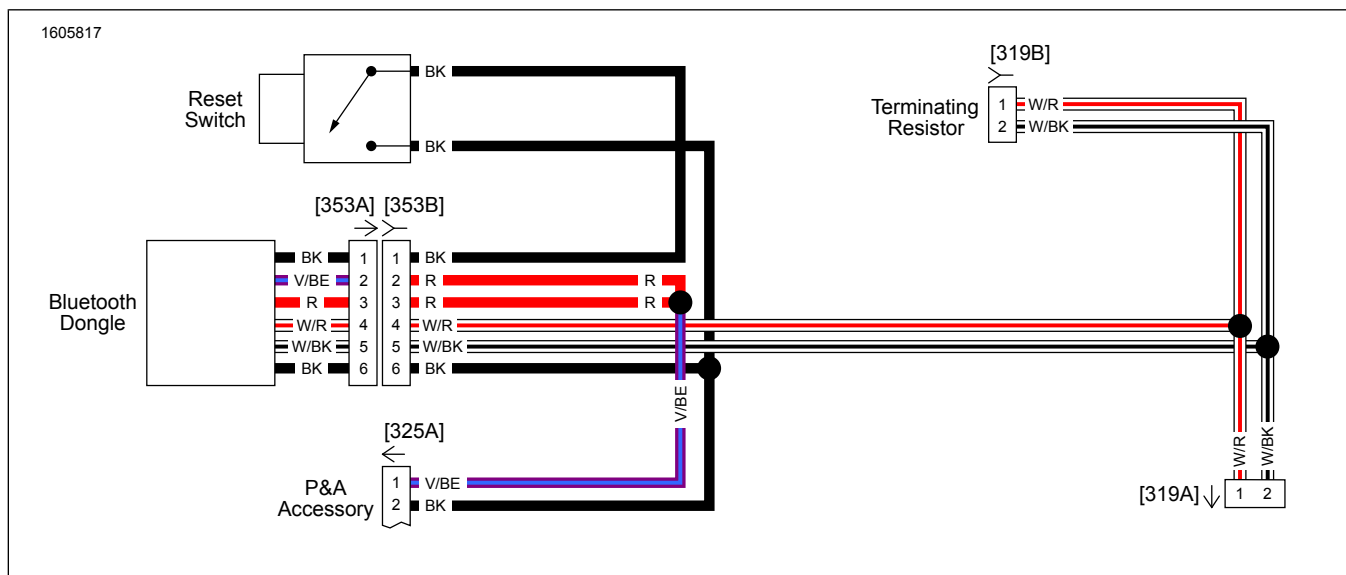 1605817
Reset
Switch
BK
BK
[319B]
Terminating
Resistor
1 W/R
2 W/BK
[353A] [353B]
Bluetooth
Dongle
BK 1 1 BK
V/BE 2 2 R R
R 3 3 R R
W/R 4 4 W/R
W/BK 5 5 W/BK
BK 6 6 BK
V/BE
[325A]
P&A
Accessory
1 V/BE
2 BK
W/R W/BK
[319A] 1 2